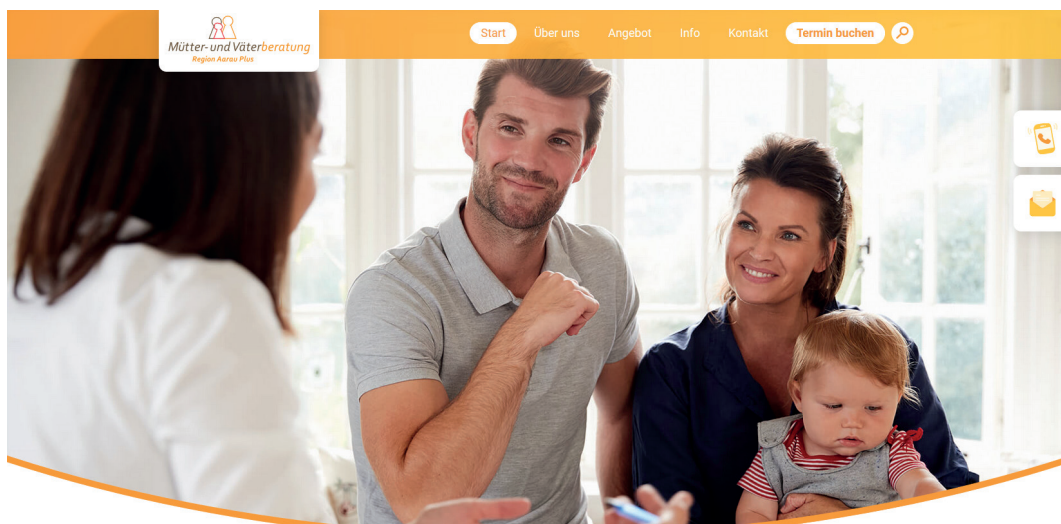 Mütter- und Väterberatung
Region Aarau Plus
Start
Über uns
Angebot
Info
Kontakt
Termin buchen